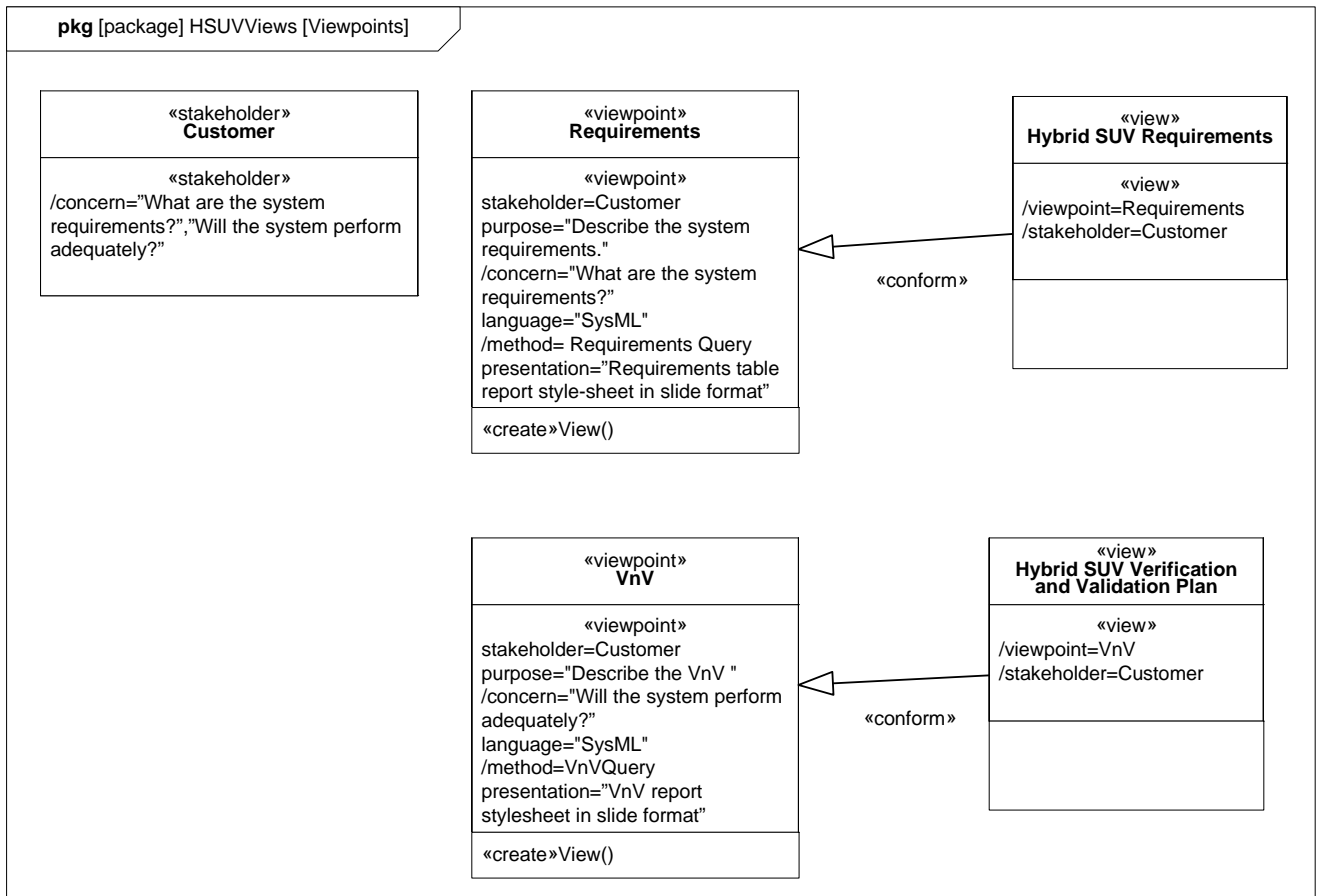 pkg [package] HSUVViews [Viewpoints]
«stakeholder»
Customer
«stakeholder»
/concern=”What are the system
requirements?”,”Will the system perform
adequately?”
«viewpoint»
Requirements
«viewpoint»
stakeholder=Customer
purpose="Describe the system
requirements."
/concern="What are the system
requirements?”
language="SysML"
/method= Requirements Query
presentation=”Requirements table
report style-sheet in slide format”
«create»View()
«conform»
«view»
Hybrid SUV Requirements
«view»
/viewpoint=Requirements
/stakeholder=Customer
«viewpoint»
VnV
«viewpoint»
stakeholder=Customer
purpose="Describe the VnV "
/concern="Will the system perform
adequately?”
language="SysML"
/method=VnVQuery
presentation=”VnV report
stylesheet in slide format”
«create»View()
«conform»
«view»
Hybrid SUV Verification
and Validation Plan
«view»
/viewpoint=VnV
/stakeholder=Customer